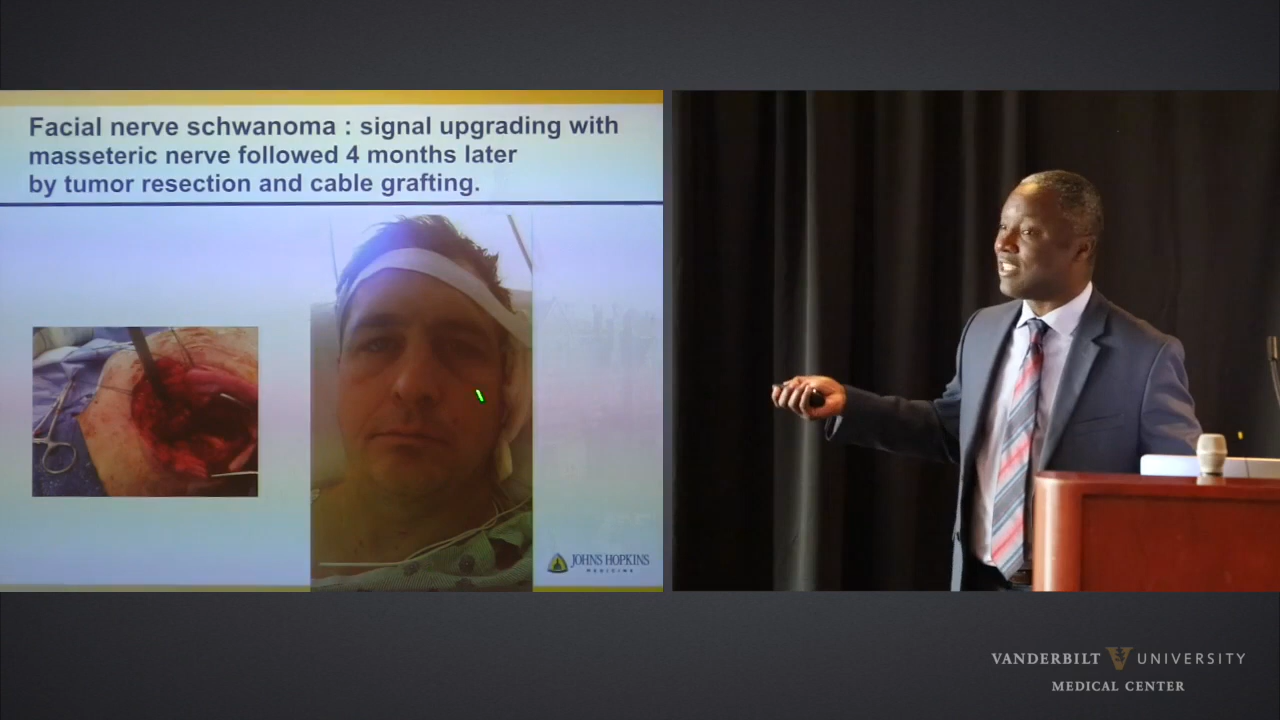 Facial nerve schwanoma : signal upgrading with
masseteric nerve followed 4 months later
by tumor resection and cable grafting.
JOHNS HOPKINS
MEDICINE
VANDERBILT V UNIVERSITY
MEDICAL CENTER